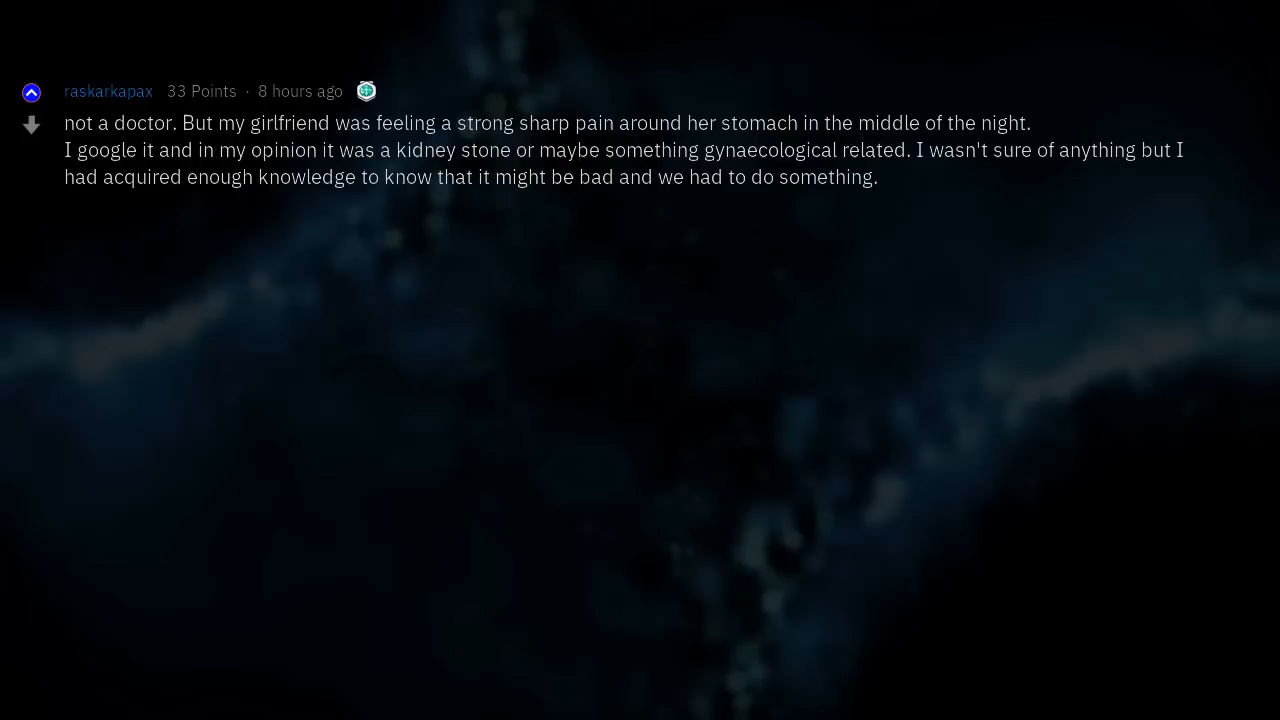 raskarkapax 33 Points · 8 hours ago
not a doctor. But my girlfriend was feeling a strong sharp pain around her stomach in the middle of the night.
I google it and in my opinion it was a kidney stone or maybe something gynaecological related. I wasn't sure of anything but I
had acquired enough knowledge to know that it might be bad and we had to do something.